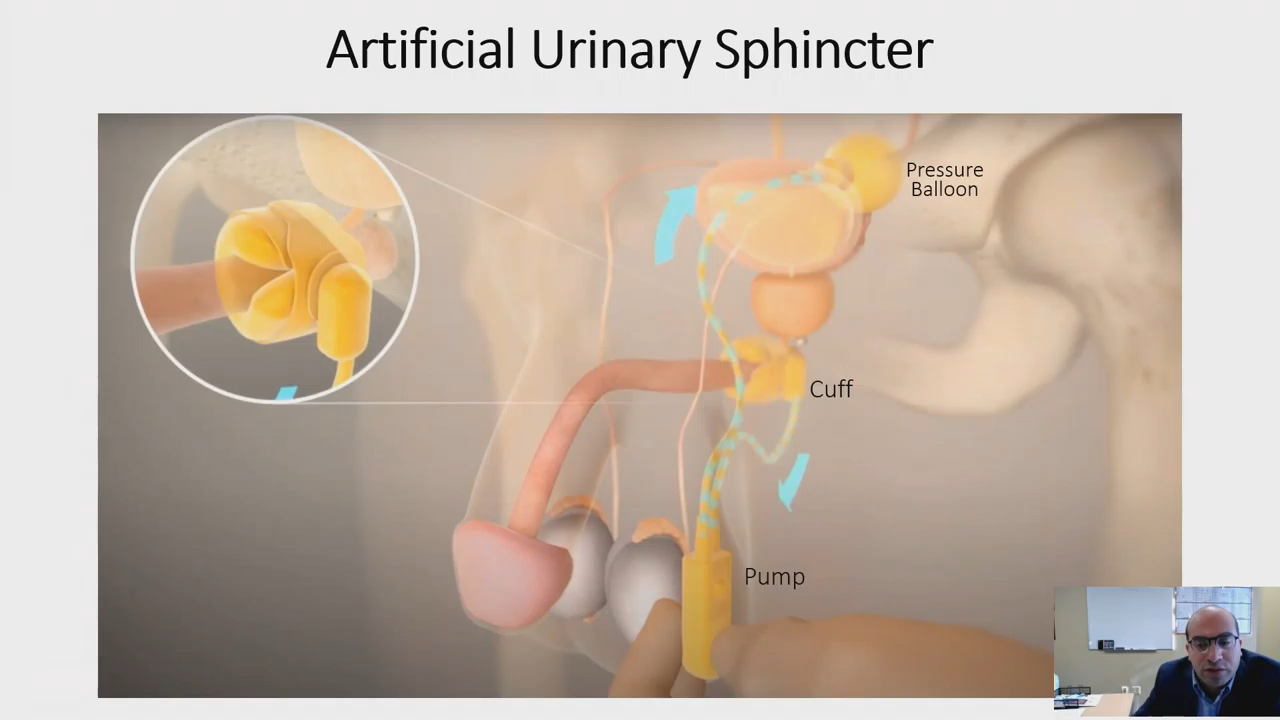 Artificial Urinary Sphincter
Pressure
Balloon
Cuff
Pump